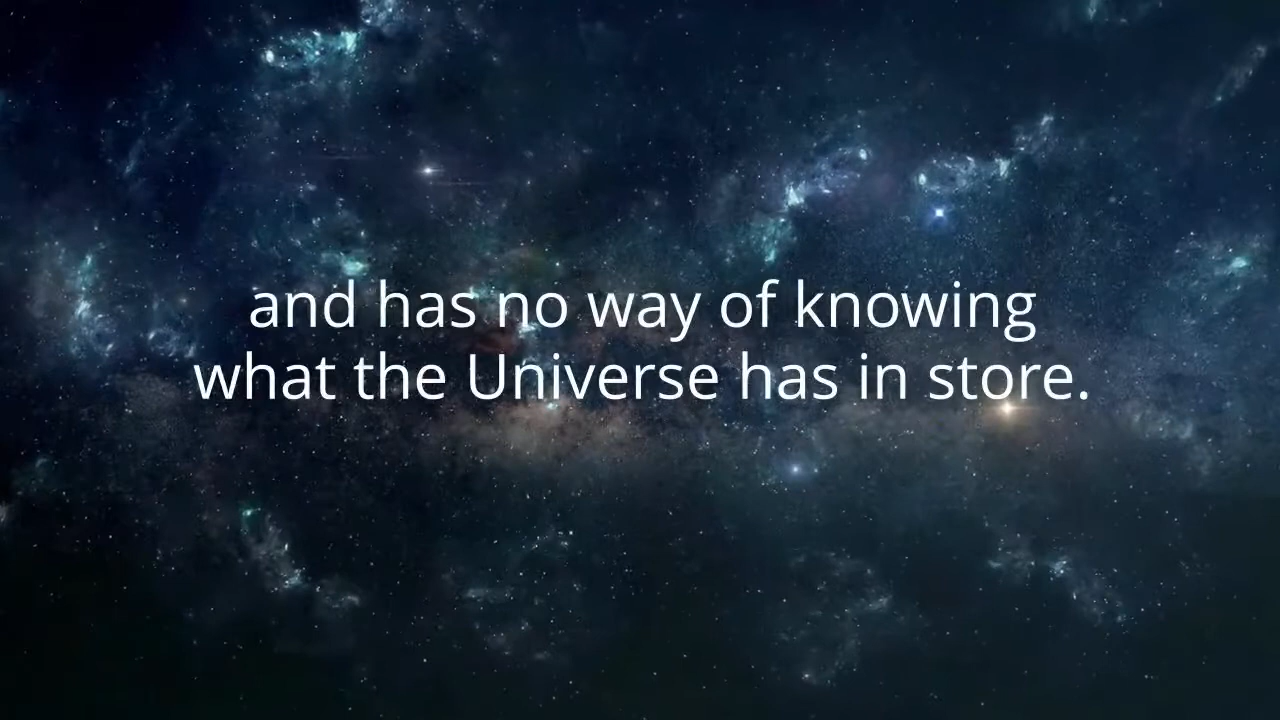 and has no way of knowing
what the Universe has in store.